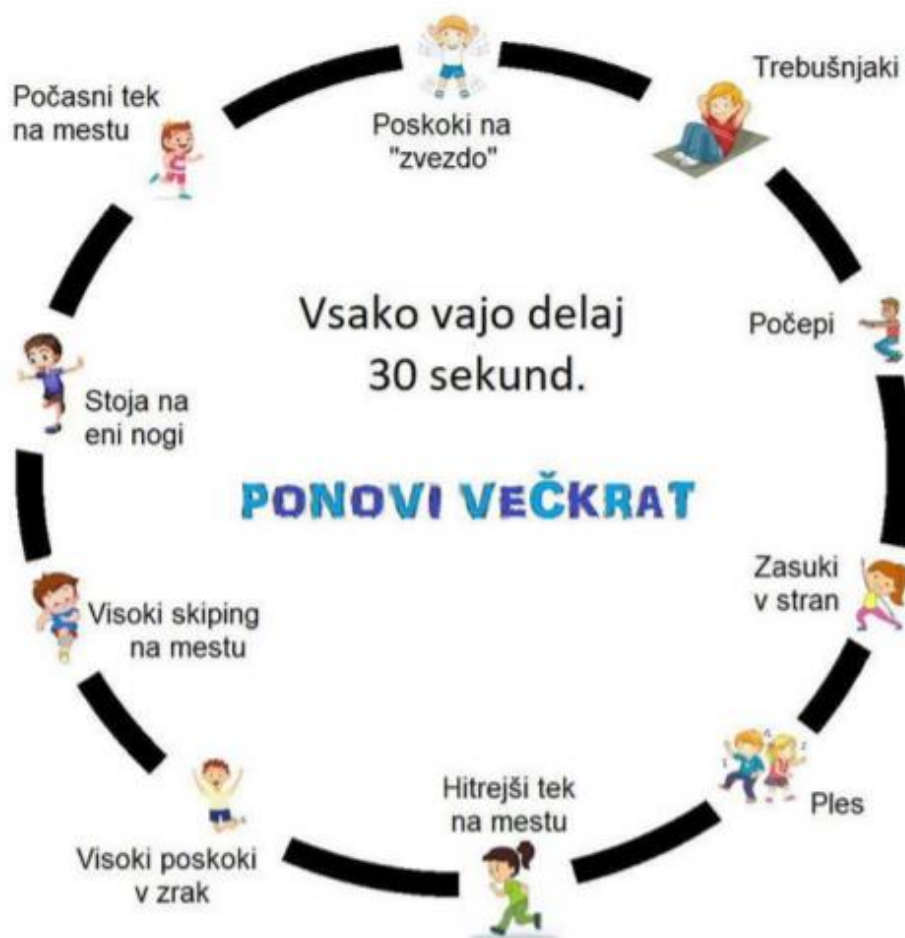 Poskoki na
"zvezdo"
Trebušnjaki
Počepi
Zasuki
v stran
Ples
Hitrejši tek
na mestu
Visoki poskoki
v zrak
Visoki skiping
na mestu
Stoja na
eni nogi
Počasni tek
na mestu
Vsako vajo delaj
30 sekund.
PONOVI VEČKRAT